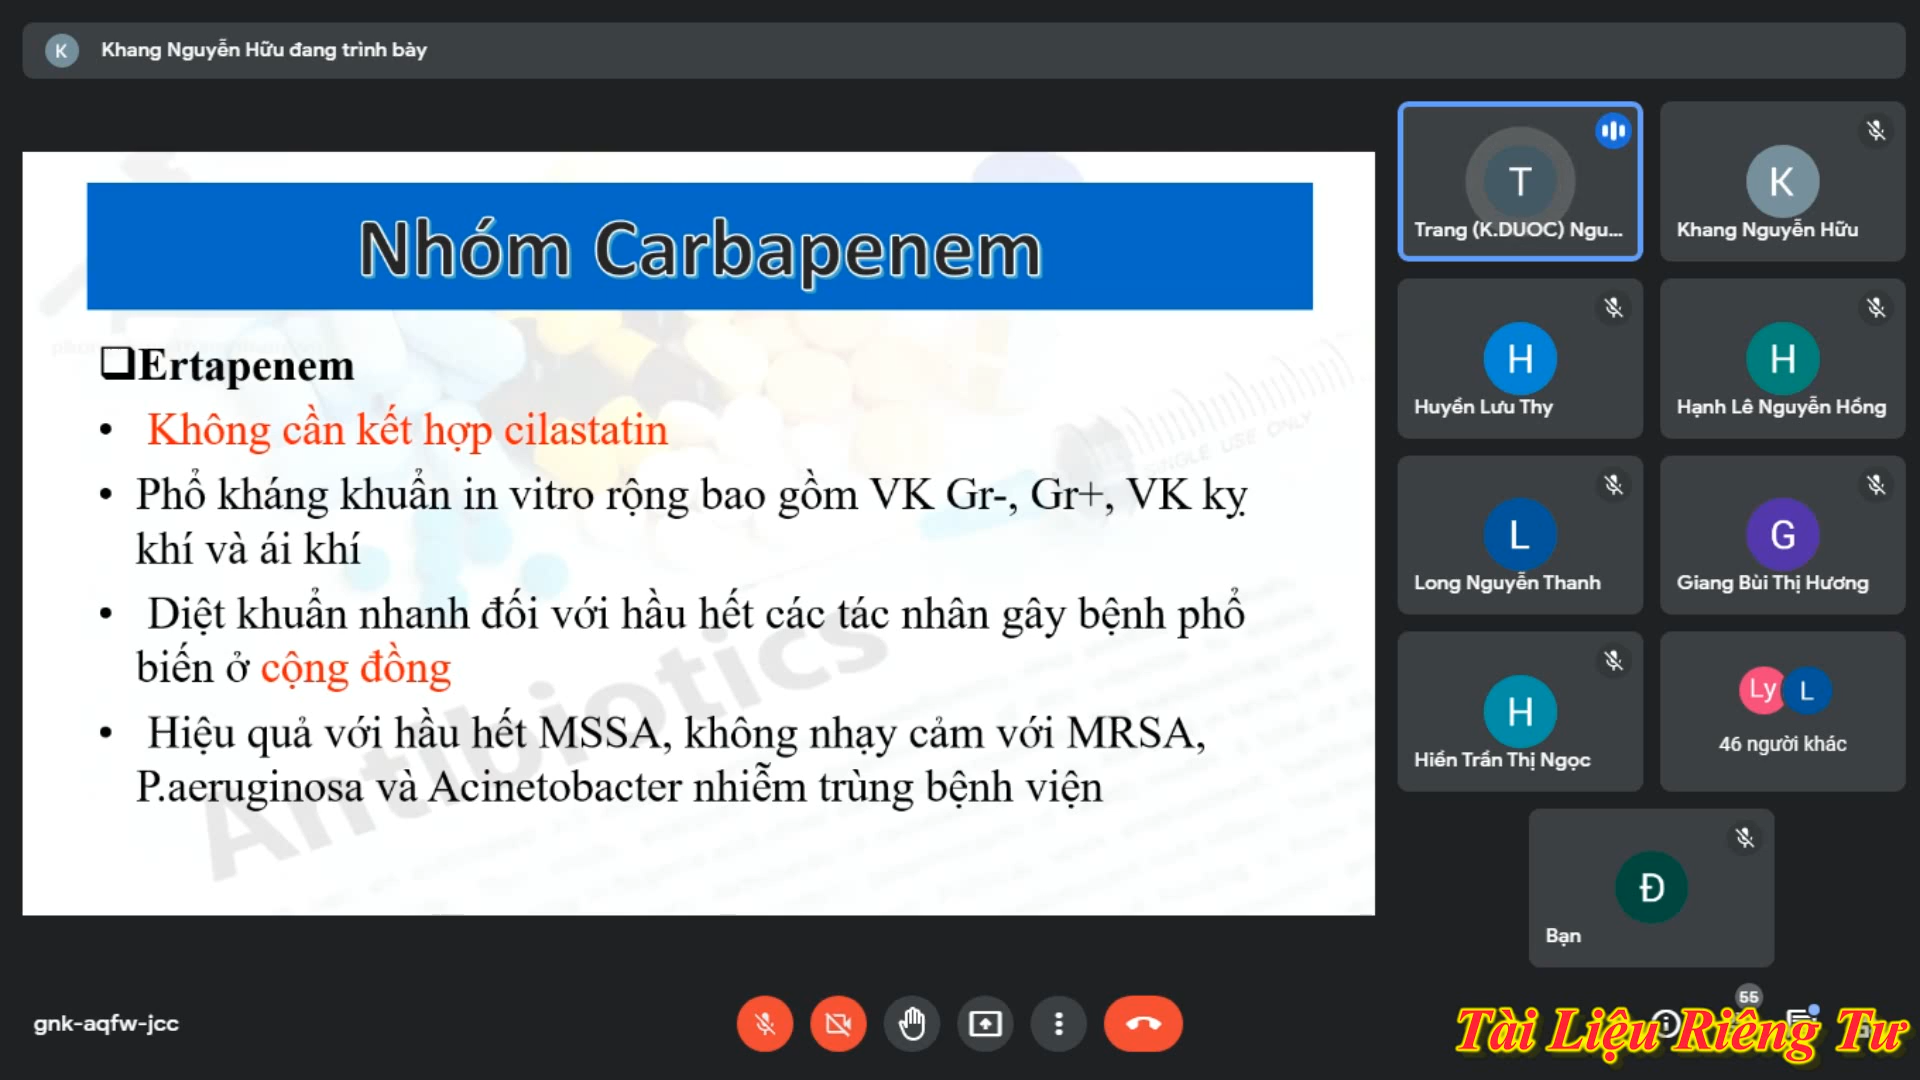 K Khang Nguyễn Hữu đang trình bày
Nhóm Carbapenem
Ertapenem
• Không cần kết hợp cilastatin
• Phổ kháng khuẩn in vitro rộng bao gồm VK Gr-, Gr+, VK kỵ
khí và ái khí
• Diệt khuẩn nhanh đối với hầu hết các tác nhân gây bệnh phổ
biến ở cộng đồng
• Hiệu quả với hầu hết MSSA, không nhạy cảm với MRSA,
P.aeruginosa và Acinetobacter nhiễm trùng bệnh viện
Antibiotics
SINGLE USE ONLY
T
Trang (K.DUOC) Ngu...
K
Khang Nguyễn Hữu
H
Huyền Lưu Thy
H
Hạnh Lê Nguyễn Hồng
L
Long Nguyễn Thanh
G
Giang Bùi Thị Hương
H
Hiền Trần Thị Ngọc
Ly L
46 người khác
Đ
Bạn
gnk-aqfw-jcc
55
Tài Liệu Riêng Tư